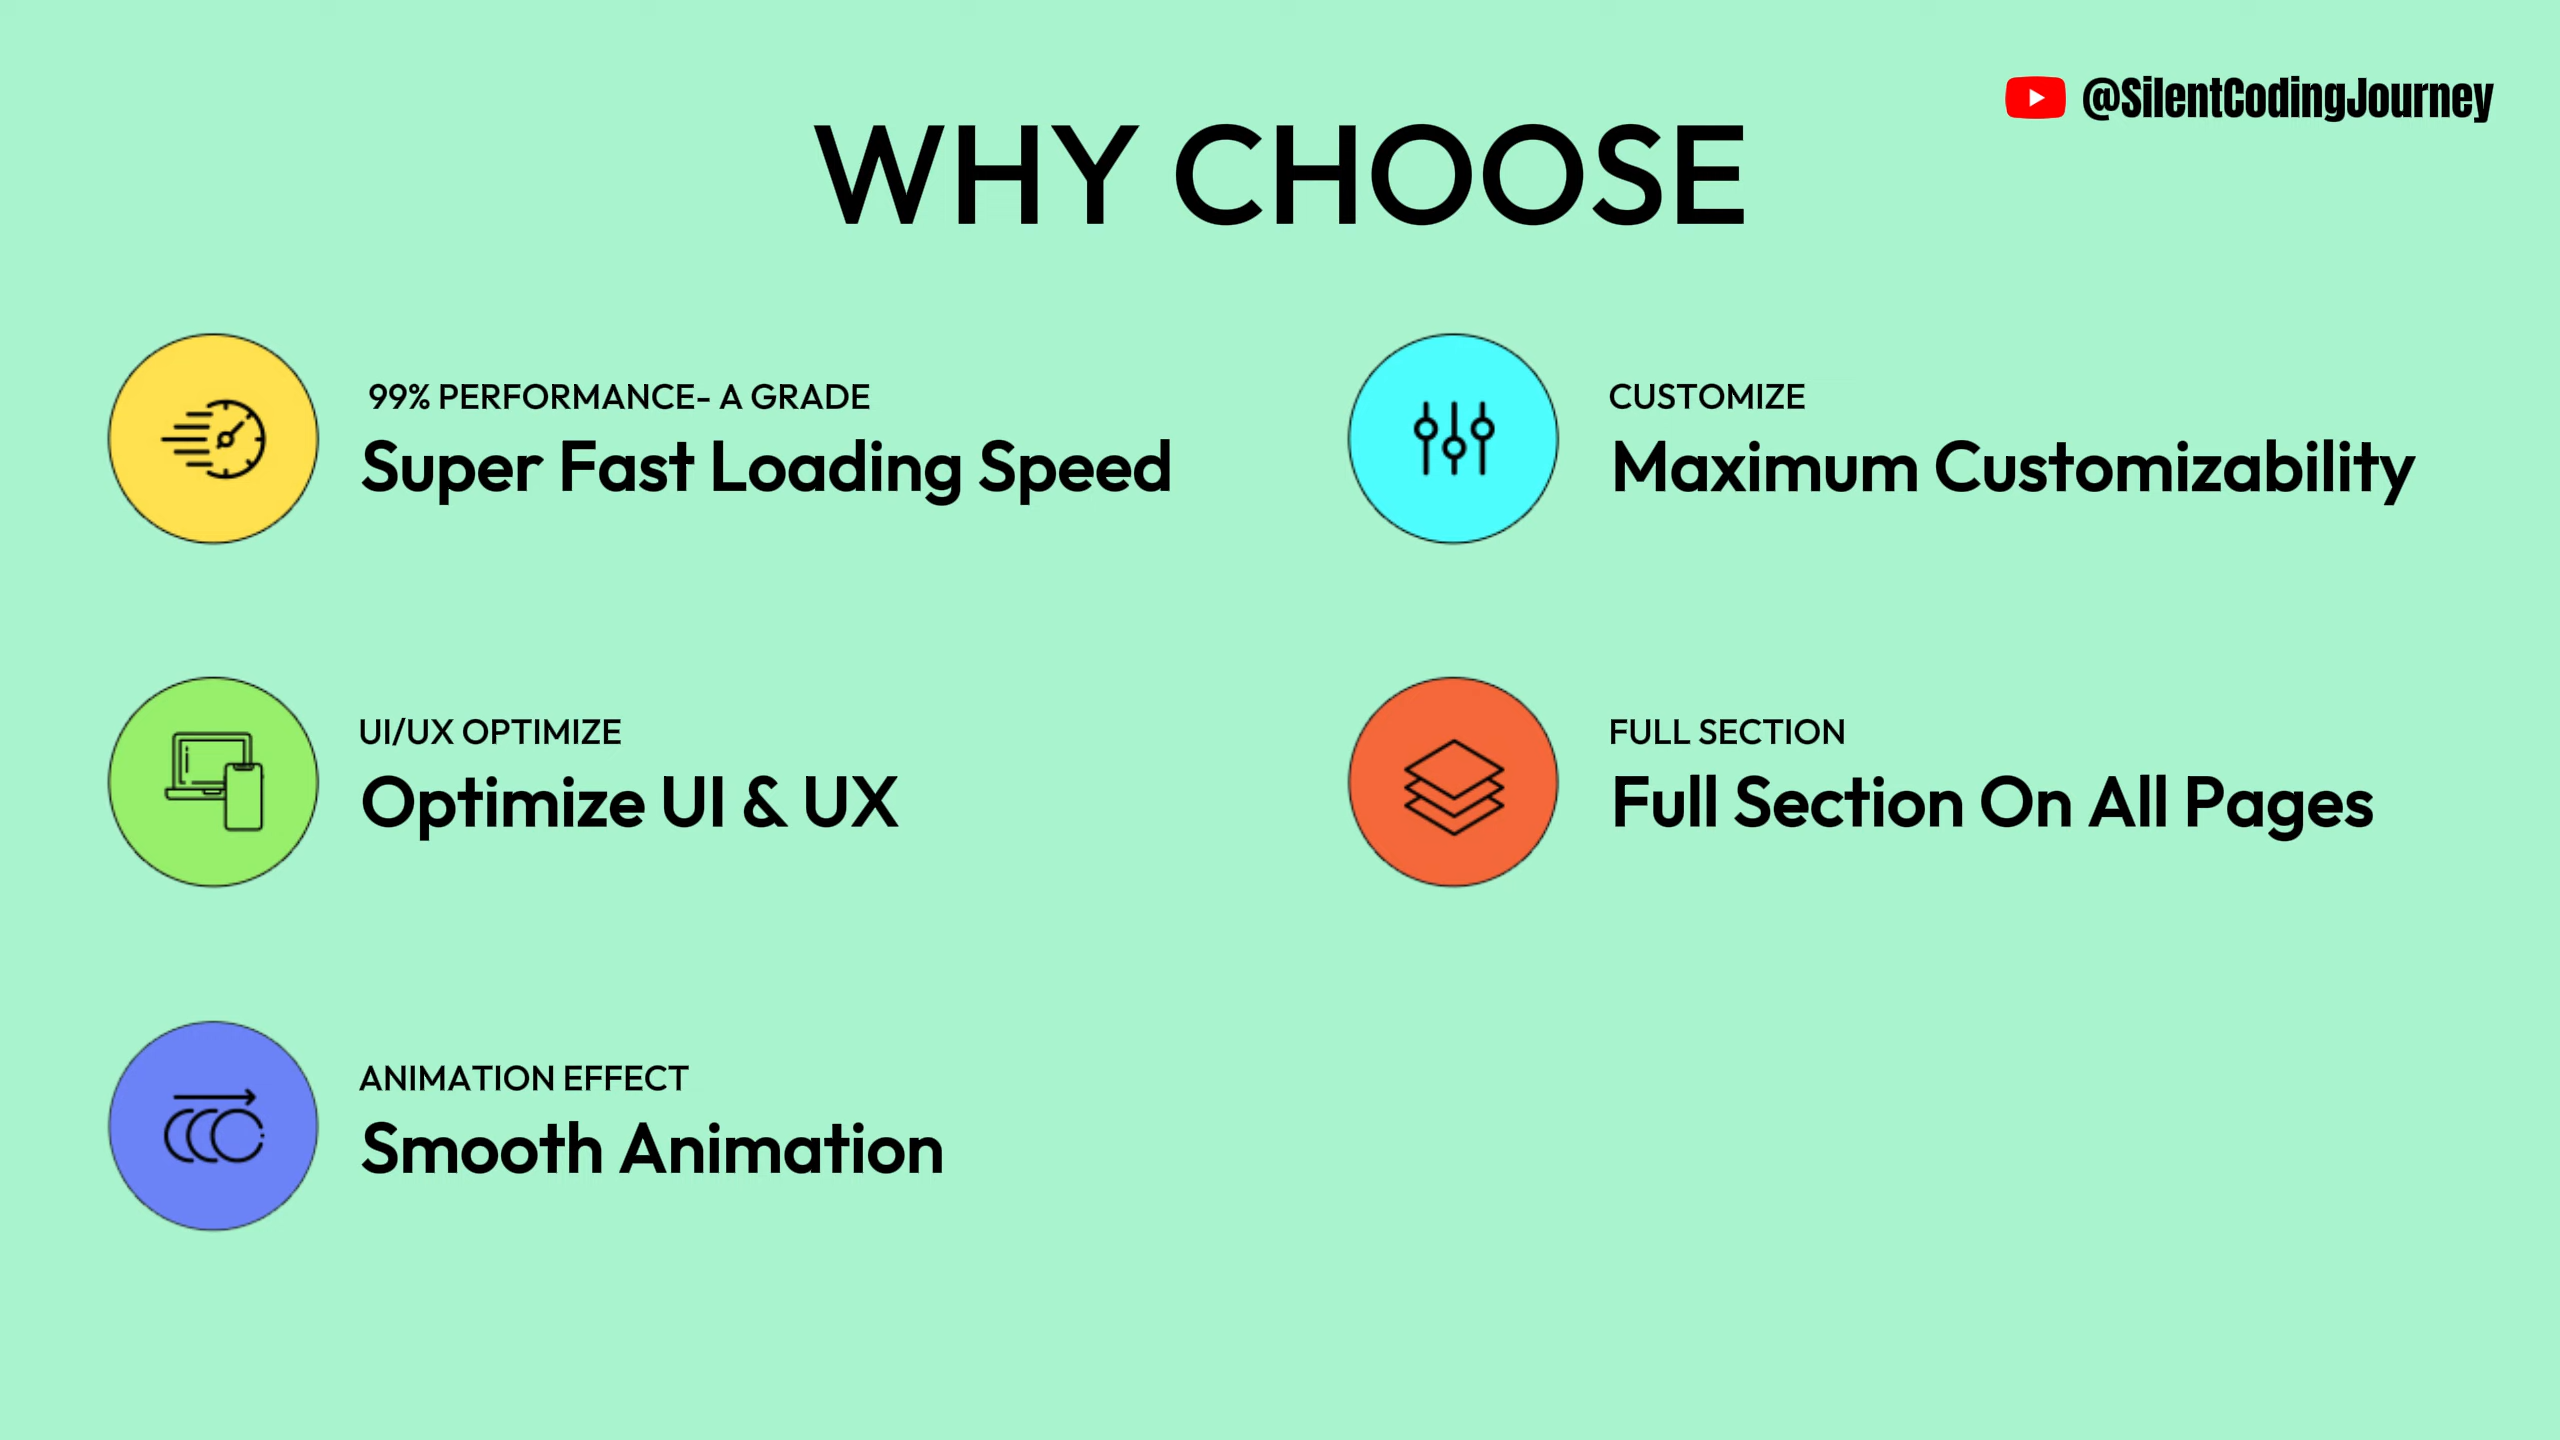 @SilentCodingJourney
WHY CHOOSE
99% PERFORMANCE- A GRADE
Super Fast Loading Speed
CUSTOMIZE
Maximum Customizability
UI/UX OPTIMIZE
Optimize UI & UX
FULL SECTION
Full Section On All Pages
ANIMATION EFFECT
Smooth Animation